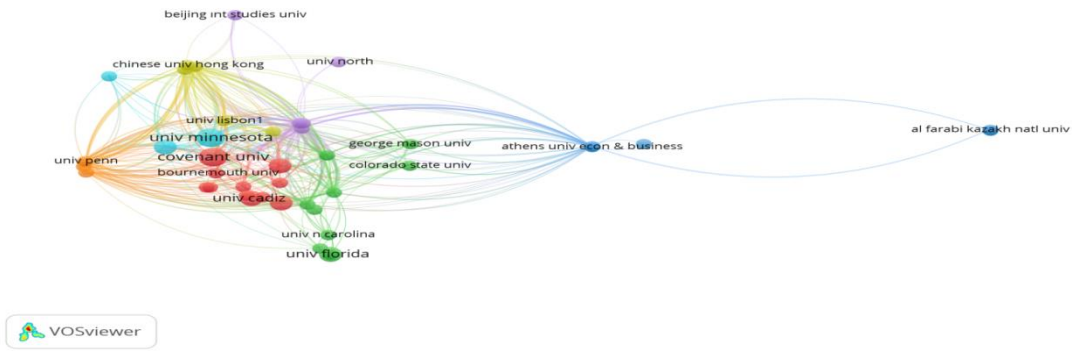 beijing ınt studies univ
chinese univ hong kong
univ north
univ lisbon1
univ minnesota
george mason univ
athens univ econ & business
al farabi kazakh natl univ
covenant univ
univ penn
colorado state univ
bournemouth univ
univ cadiz
univ n carolina
univ florida
VOSviewer